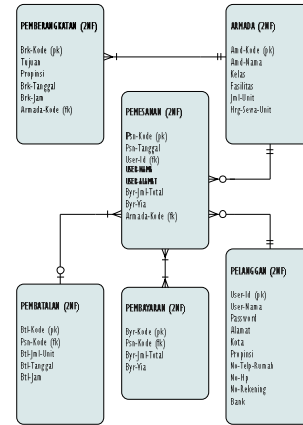 PEMBERANGKATAN (2NF)
Brk-Kode (pk)
Tujuan
Propinsi
Brk-Tanggal
Brk-Jam
Armada-Kode (fk)
ARMADA (2NF)
Amd-Kode (pk)
Amd-Nama
Kelas
Fasilitas
Jml-Unit
Hrg-Sewa-Unit
PEMESANAN (2NF)
Psn-Kode (pk)
Psn-Tanggal
User-Id (fk)
USER-NAMA
USER-ALAMAT
Byr-Jml-Total
Byr-Via
Armada-Kode (fk)
PEMBATALAN (2NF)
Btl-Kode (pk)
Psn-Kode (fk)
Btl-Jml-Unit
Btl-Tanggal
Btl-Jam
PEMBAYARAN (2NF)
Byr-Kode (pk)
Psn-Kode (fk)
Byr-Jml-Total
Byr-Via
PELANGGAN (2NF)
User-Id (pk)
User-Nama
Password
Alamat
Kota
Propinsi
No-Telp-Rumah
No-Hp
No-Rekening
Bank